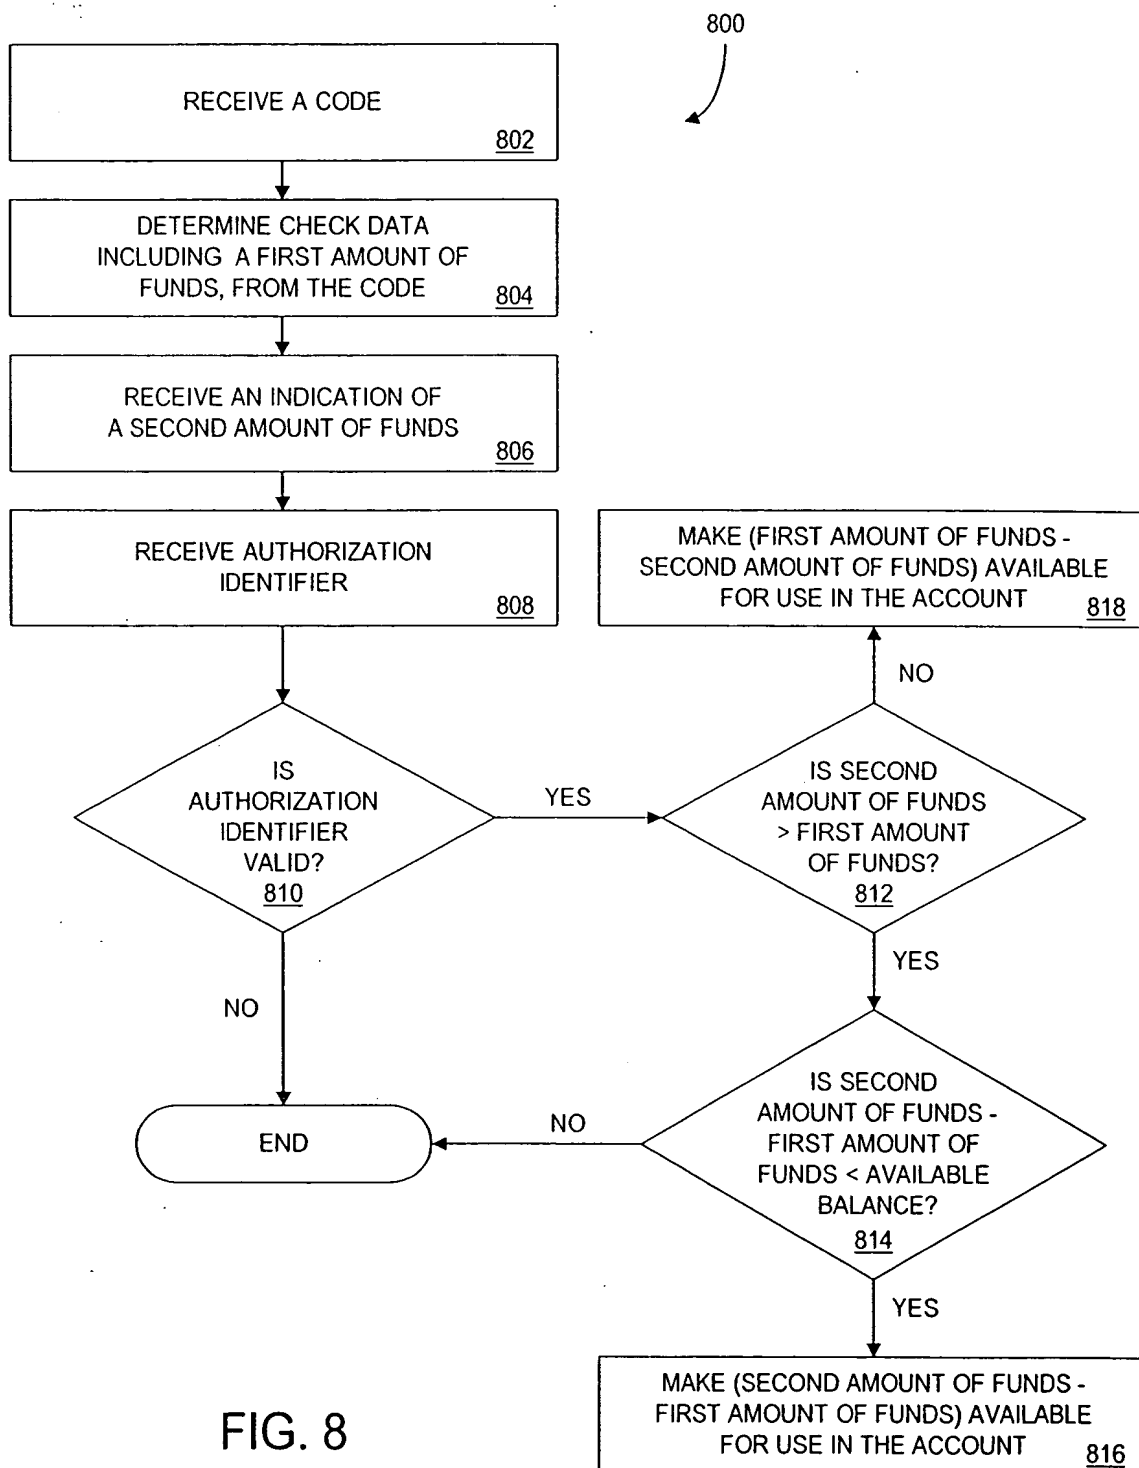 800
RECEIVE A CODE
802
DETERMINE CHECK DATA
INCLUDING A FIRST AMOUNT OF
FUNDS, FROM THE CODE
804
RECEIVE AN INDICATION OF
A SECOND AMOUNT OF FUNDS
806
RECEIVE AUTHORIZATION
IDENTIFIER
808
MAKE (FIRST AMOUNT OF FUNDS -
SECOND AMOUNT OF FUNDS) AVAILABLE
FOR USE IN THE ACCOUNT
818
NO
IS
AUTHORIZATION
IDENTIFIER
VALID?
810
YES
IS SECOND
AMOUNT OF FUNDS
> FIRST AMOUNT
OF FUNDS?
812
YES
NO
IS SECOND
AMOUNT OF FUNDS -
FIRST AMOUNT OF
FUNDS < AVAILABLE
BALANCE?
814
NO
END
YES
MAKE (SECOND AMOUNT OF FUNDS -
FIRST AMOUNT OF FUNDS) AVAILABLE
FOR USE IN THE ACCOUNT
816
FIG. 8